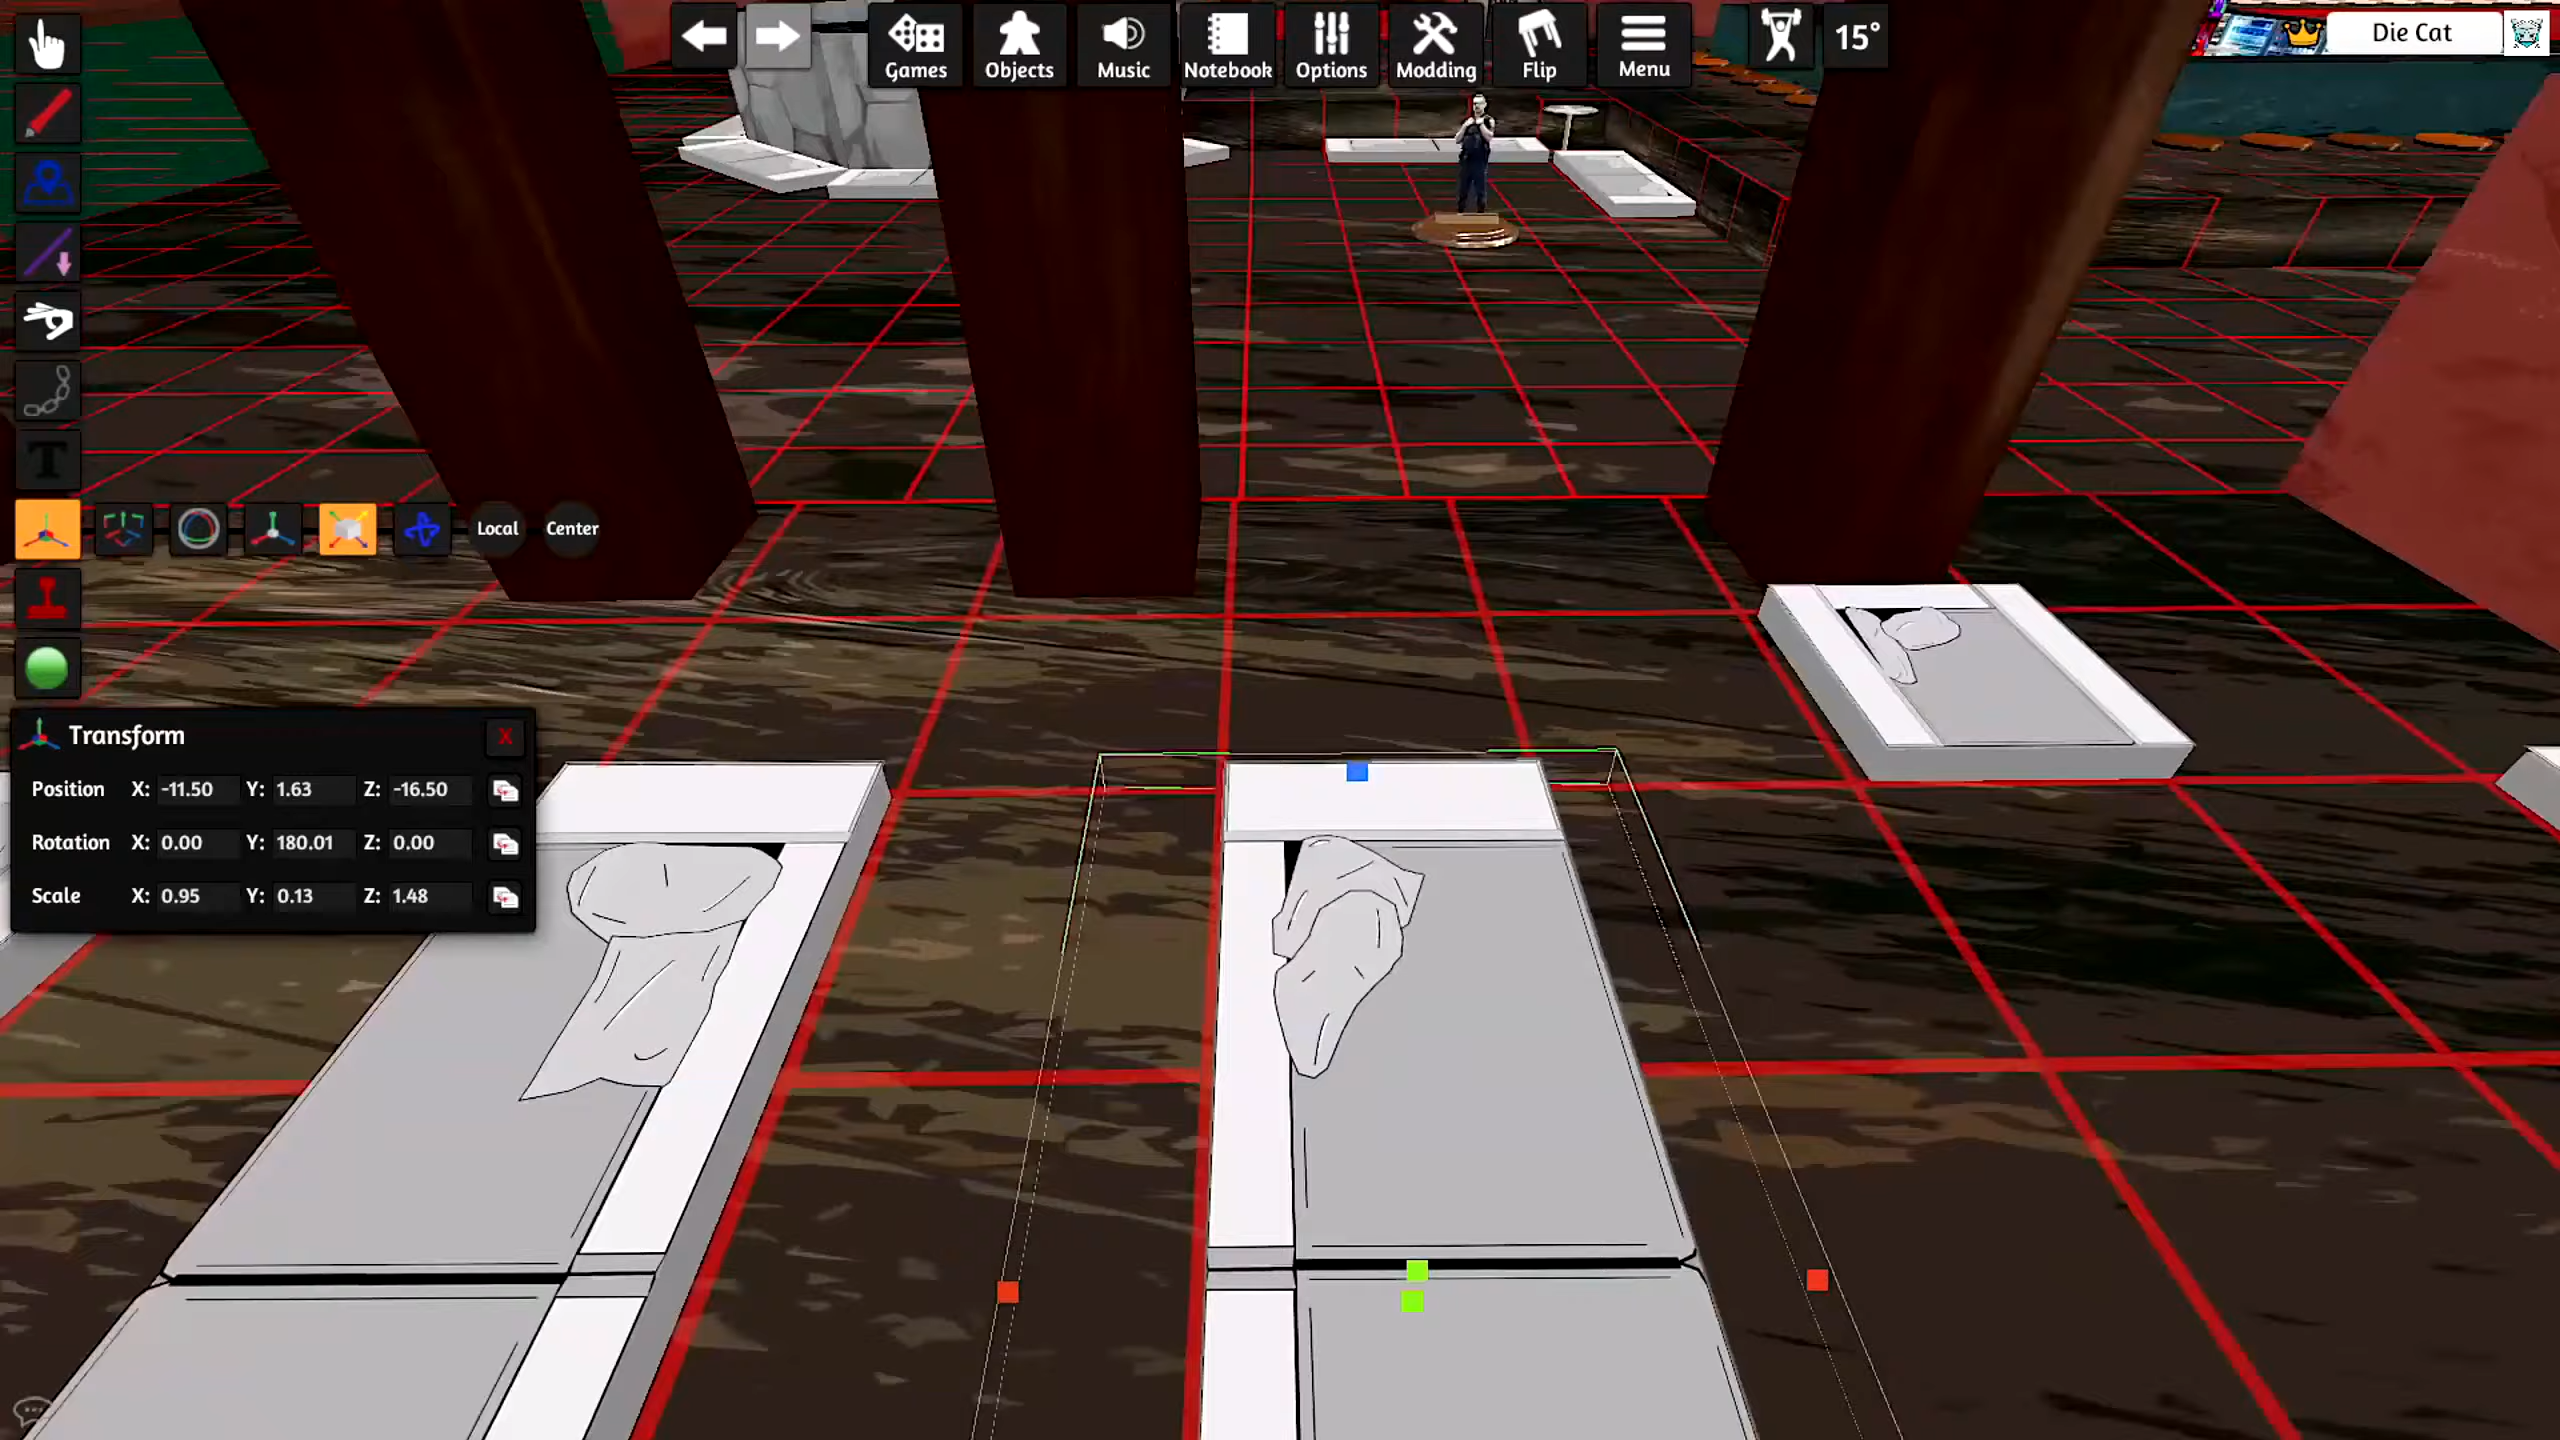 Games Objects Music Notebook Options Modding Flip Menu 15° Die Cat
T
Local Center
Transform X
Position X: -11.50 Y: 1.63 Z: -16.50
Rotation X: 0.00 Y: 180.01 Z: 0.00
Scale X: 0.95 Y: 0.13 Z: 1.48